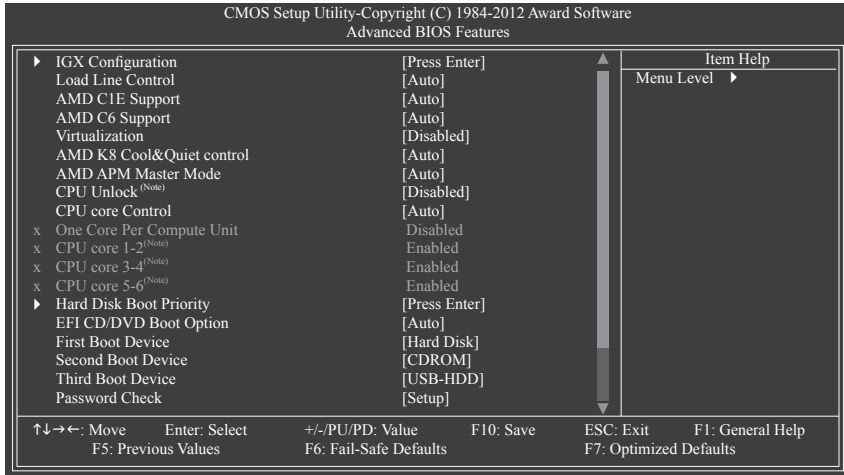 CMOS Setup Utility-Copyright (C) 1984-2012 Award Software
Advanced BIOS Features
▶ IGX Configuration [Press Enter]
Load Line Control [Auto]
AMD C1E Support [Auto]
AMD C6 Support [Auto]
Virtualization [Disabled]
AMD K8 Cool&Quiet control [Auto]
AMD APM Master Mode [Auto]
CPU Unlock (Note) [Disabled]
CPU core Control [Auto]
x One Core Per Compute Unit Disabled
x CPU core 1-2(Note) Enabled
x CPU core 3-4(Note) Enabled
x CPU core 5-6(Note) Enabled
▶ Hard Disk Boot Priority [Press Enter]
EFI CD/DVD Boot Option [Auto]
First Boot Device [Hard Disk]
Second Boot Device [CDROM]
Third Boot Device [USB-HDD]
Password Check [Setup]
Item Help
Menu Level ▶
↑↓→←: Move Enter: Select +/-/PU/PD: Value F10: Save ESC: Exit F1: General Help
F5: Previous Values F6: Fail-Safe Defaults F7: Optimized Defaults